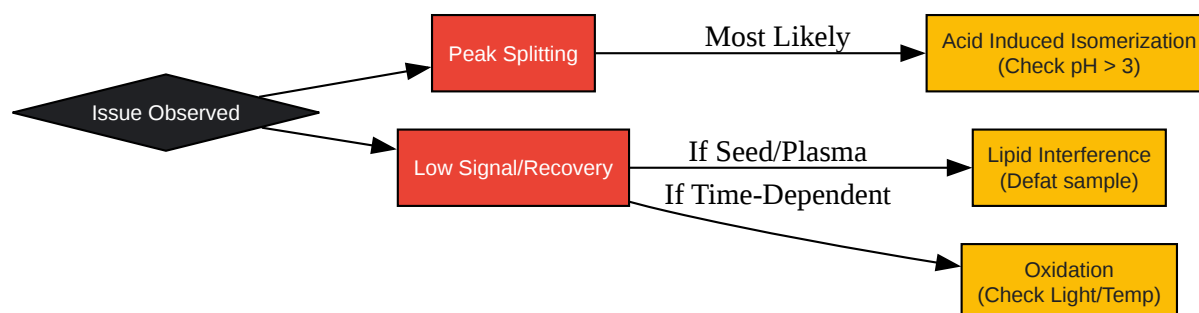 Issue Observed
Peak Splitting
Most Likely
Acid Induced Isomerization
(Check pH > 3)
Low Signal/Recovery
If Seed/Plasma
Lipid Interference
(Defat sample)
If Time-Dependent
Oxidation
(Check Light/Temp)